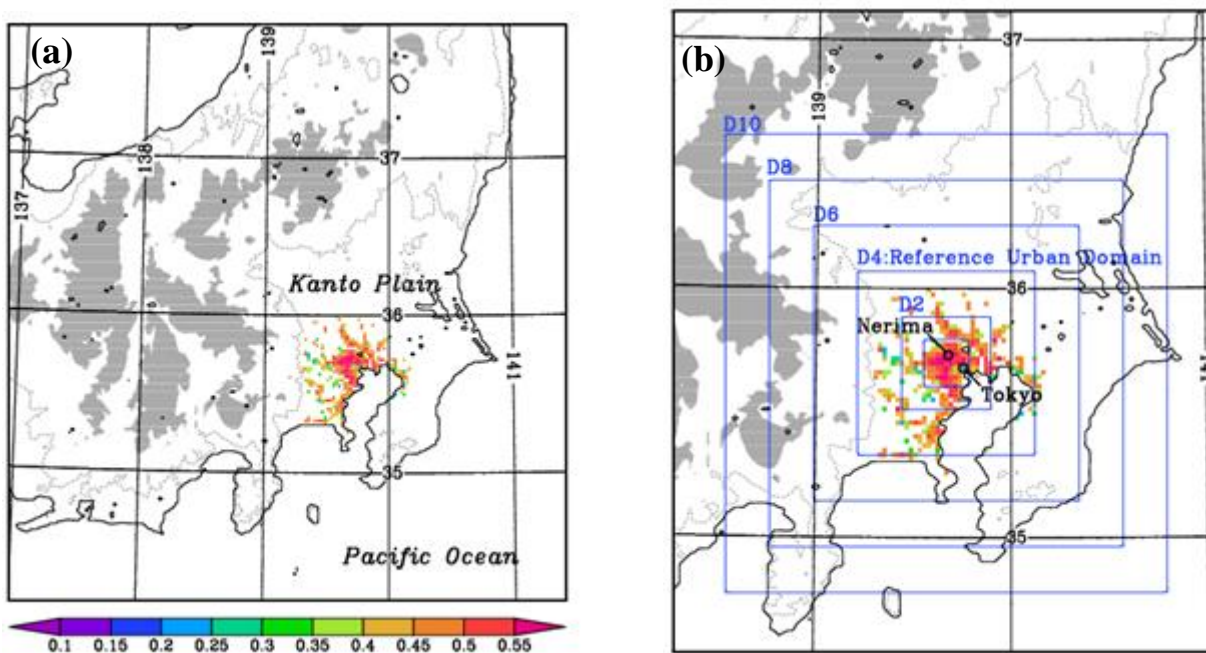 (a)
139
138
137
37
Kanto Plain
36
141
35
Pacific Ocean
0.1 0.15 0.2 0.25 0.3 0.35 0.4 0.45 0.5 0.55
(b)
37
139
D10
D8
D6
D4:Reference Urban Domain
36
D2
Nerima
Tokyo
141
35